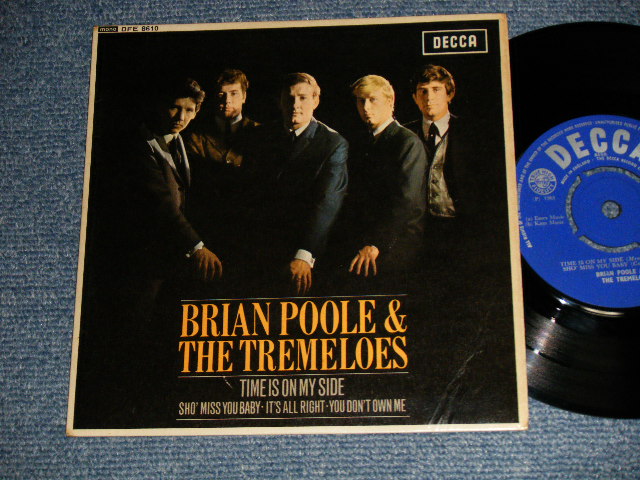 mono DFE 8610
DECCA
BRIAN POOLE &
THE TREMELOES
TIME IS ON MY SIDE
SHO' MISS YOU BABY · IT'S ALL RIGHT · YOU DON'T OWN ME
DECCA
TIME IS ON MY SIDE
SHO' MISS YOU BABY
BRIAN POOLE &
THE TREMELOES